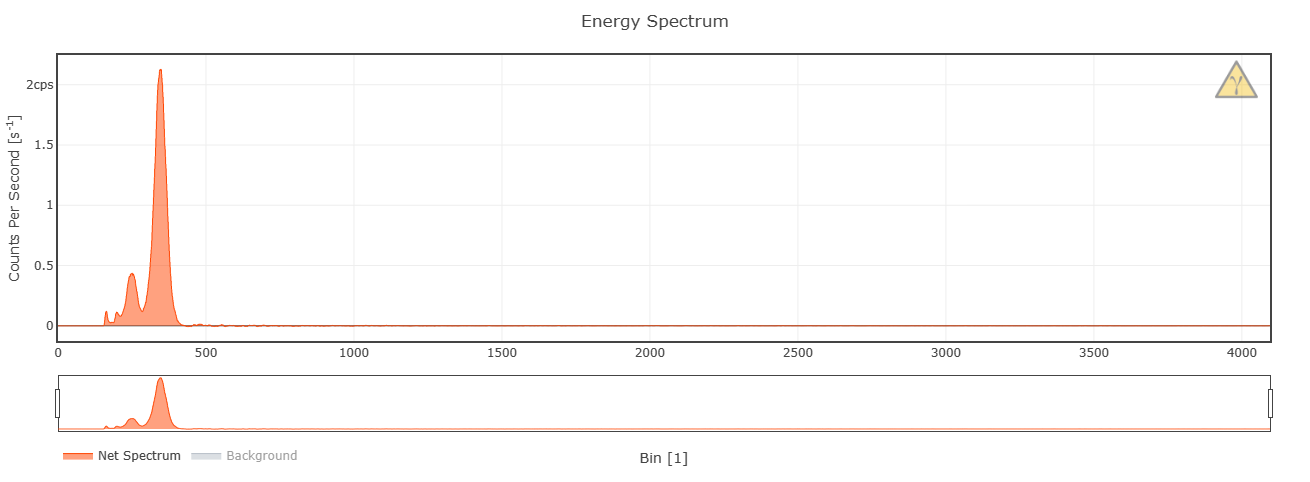 Energy Spectrum
Counts Per Second [s⁻¹]
2cps
1.5
1
0.5
0
0 500 1000 1500 2000 2500 3000 3500 4000
γ
Net Spectrum Background
Bin [1]